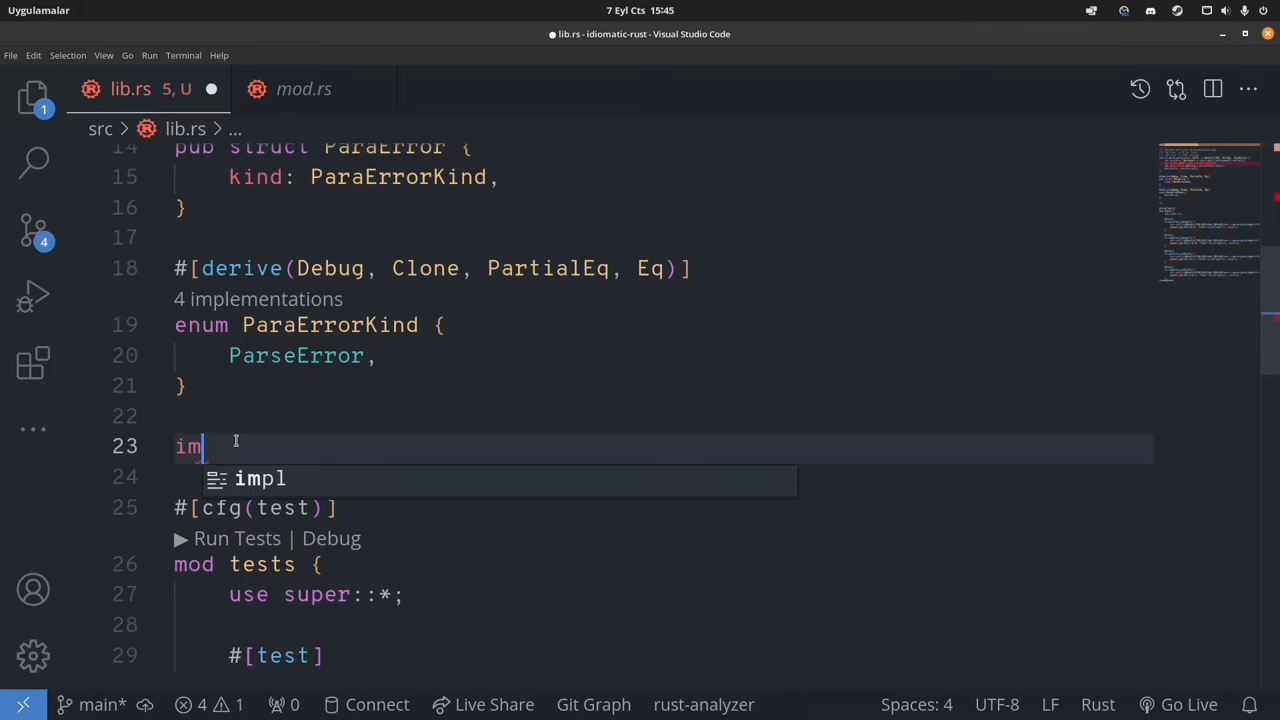 Uygulamalar
7 Eyl Cts 15:45
● lib.rs - idiomatic-rust - Visual Studio Code
File Edit Selection View Go Run Terminal Help
lib.rs 5, U ●
mod.rs
1
src > lib.rs > ...
14 pub struct ParaError {
15 kind: ParaErrorKind,
16 }
17
18 #[derive(Debug, Clone, PartialEq, Eq)]
4 implementations
19 enum ParaErrorKind {
20 ParseError,
21 }
22
23 im
impl
24
25 #[cfg(test)]
▶ Run Tests | Debug
26 mod tests {
27 use super::*;
28
29 #[test]
4
main* 4 1 0 Connect Live Share Git Graph rust-analyzer Spaces: 4 UTF-8 LF Rust Go Live